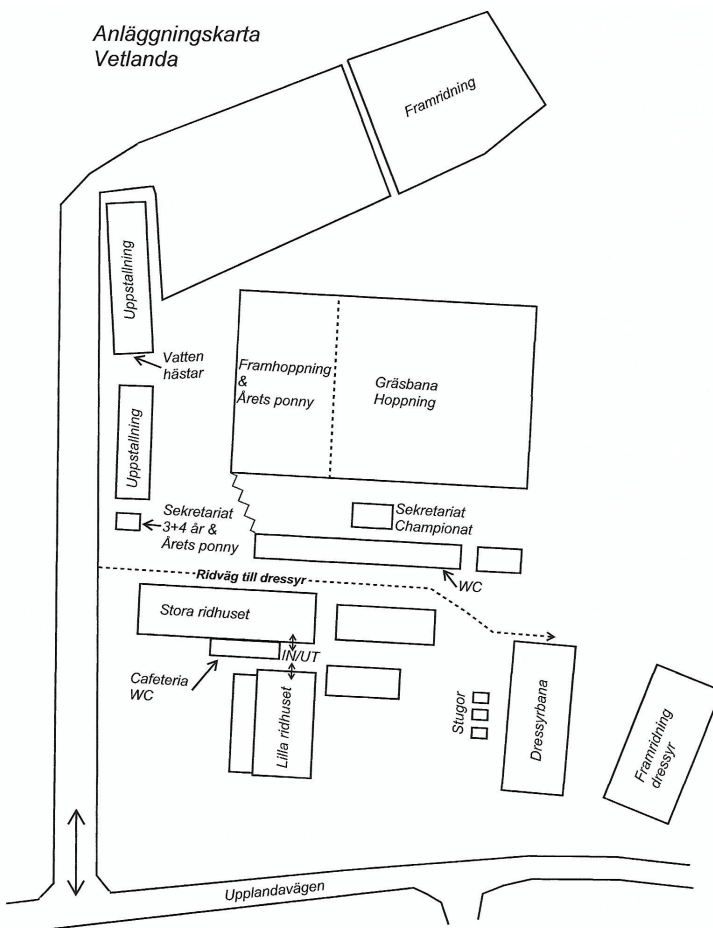 Anläggningskarta
Vetlanda
Framridning
Uppstallning
Vatten
hästar
Framhoppning
&
Årets ponny
Gräsbana
Hoppning
Uppstallning
Sekretariat
3+4 år &
Årets ponny
Sekretariat
Championat
WC
Ridväg till dressyr
Stora ridhuset
IN/UT
Cafeteria
WC
Lilla ridhuset
Stugor
Dressyrbana
Framridning
dressyr
Upplandavägen